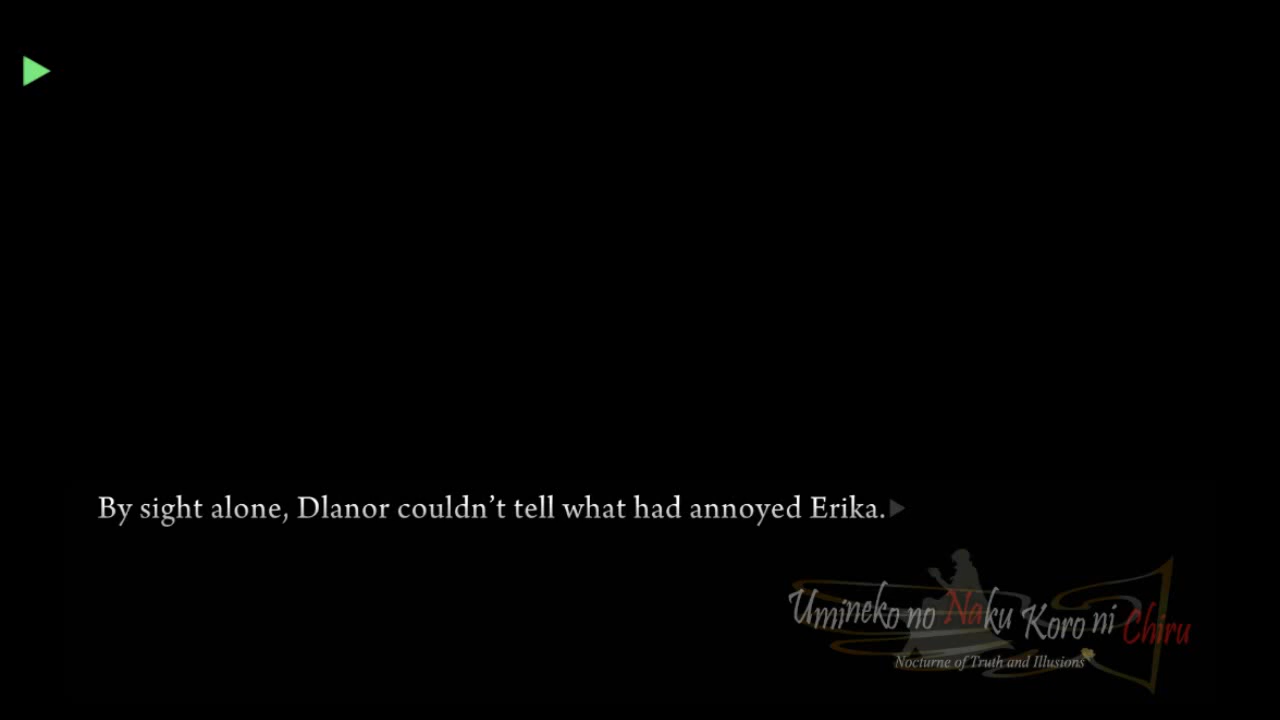 By sight alone, Dlanor couldn’t tell what had annoyed Erika.
Umineko no Naku Koro ni Chiru
Nocturne of Truth and Illusions